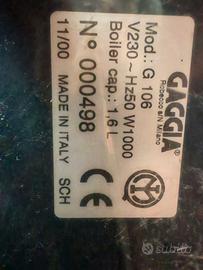 GAGGIA®
Robecco s/N Milano
Mod.: G 106
V230 ~ Hz50 W1000
Boiler cap.: 1,6 L
N° 000498
11/00 MADE IN ITALY SCH
CE
subito